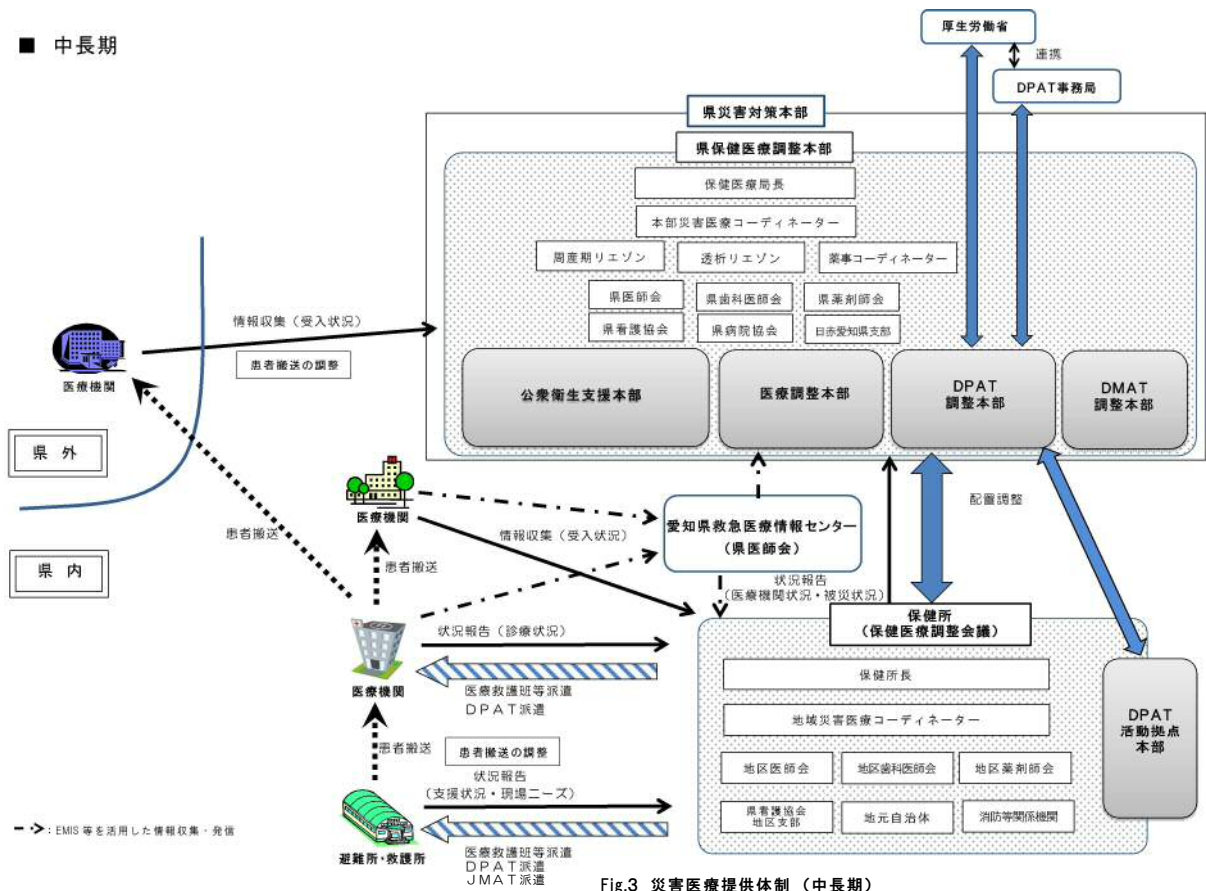 ■ 中長期
厚生労働省
連携
DPAT事務局
県災害対策本部
県保健医療調整本部
保健医療局長
本部災害医療コーディネーター
周産期リエゾン
透析リエゾン
薬事コーディネーター
県医師会
県歯科医師会
県薬剤師会
県看護協会
県病院協会
日赤愛知県支部
公衆衛生支援本部
医療調整本部
DPAT
調整本部
DMAT
調整本部
情報収集（受入状況）
患者搬送の調整
医療機関
県 外
県 内
患者搬送
医療機関
患者搬送
情報収集（受入状況）
愛知県救急医療情報センター
（県医師会）
配置調整
状況報告
（医療機関状況・被災状況）
保健所
（保健医療調整会議）
保健所長
地域災害医療コーディネーター
地区医師会
地区歯科医師会
地区薬剤師会
県看護協会
地区支部
地元自治体
消防等関係機関
DPAT
活動拠点
本部
状況報告（診療状況）
医療機関
医療救護班等派遣
DPAT派遣
患者搬送
患者搬送の調整
状況報告
（支援状況・現場ニーズ）
避難所・救護所
医療救護班等派遣
DPAT派遣
JMAT派遣
：EMIS 等を活用した情報収集・発信
Fig.3 災害医療提供体制 （中長期）